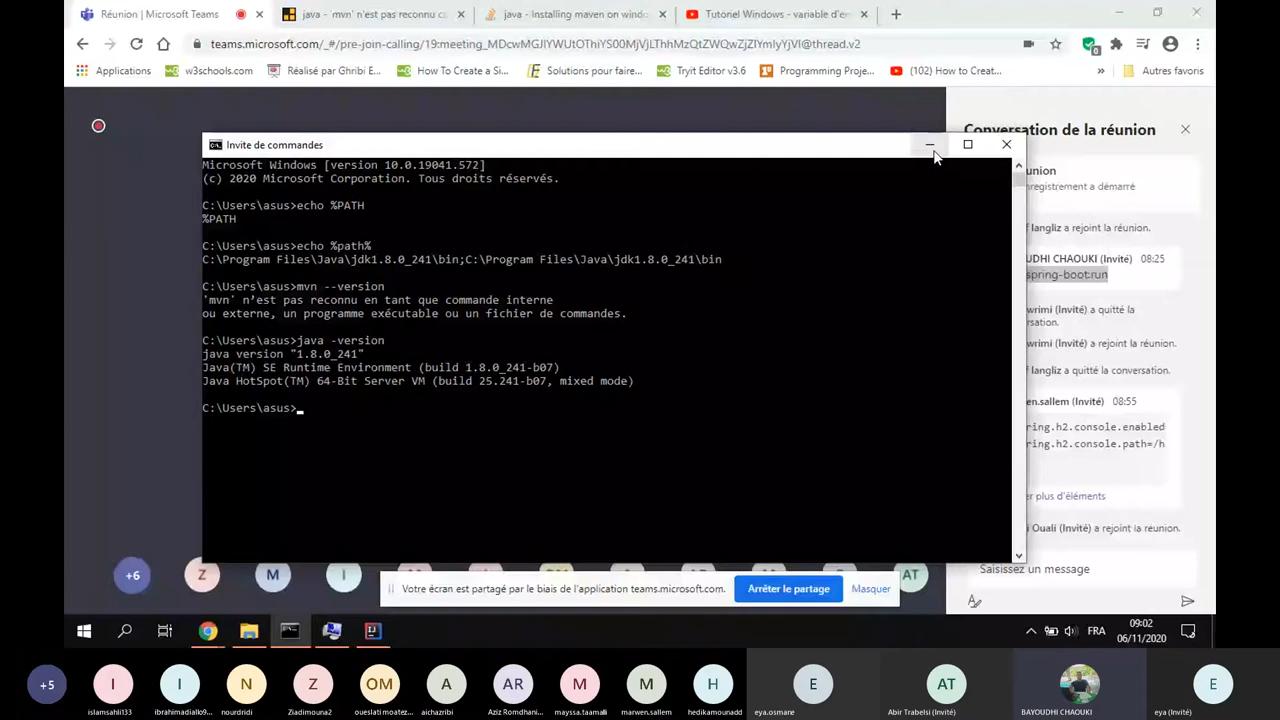 Réunion | Microsoft Teams
java - mvn' n'est pas reconnu c
java - Installing maven on windo
Tutoriel Windows - variable d'e
teams.microsoft.com/_#/pre-join-calling/19:meeting_MDcwMGJlYWUtOThiYS00MjVjLThhMzQtZWQwZjZlYmIyYjVl@thread.v2
0
Applications
w3schools.com
Réalisé par Ghribi E...
How To Create a Si...
Solutions pour faire...
Tryit Editor v3.6
Programming Proje...
(102) How to Creat...
»
Autres favoris
Invite de commandes
Microsoft Windows [version 10.0.19041.572]
(c) 2020 Microsoft Corporation. Tous droits réservés.
C:\Users\asus>echo %PATH
%PATH
C:\Users\asus>echo %path%
C:\Program Files\Java\jdk1.8.0_241\bin;C:\Program Files\Java\jdk1.8.0_241\bin
C:\Users\asus>mvn --version
'mvn' n'est pas reconnu en tant que commande interne
ou externe, un programme exécutable ou un fichier de commandes.
C:\Users\asus>java -version
java version "1.8.0_241"
Java(TM) SE Runtime Environment (build 1.8.0_241-b07)
Java HotSpot(TM) 64-Bit Server VM (build 25.241-b07, mixed mode)
C:\Users\asus>
Conversation de la réunion
union
nregistrement a démarré
f langliz a rejoint la réunion.
UDHI CHAOUKI (Invité) 08:25
spring-boot:run
wrimi (Invité) a quitté la
rsation.
wrimi (Invité) a rejoint la réunion.
f langliz a quitté la conversation.
en.sallem (Invité) 08:55
ring.h2.console.enabled
ring.h2.console.path=/h
er plus d'éléments
i Ouali (Invité) a rejoint la réunion.
Saisissez un message
+6
Z
M
I
AT
Votre écran est partagé par le biais de l'application teams.microsoft.com.
Arrêter le partage
Masquer
FRA
09:02
06/11/2020
+5
I
I
N
Z
OM
A
AR
M
M
H
E
AT
E
islamsahli133
ibrahimadiallo9...
nourdridi
Ziadimouna2
oueslati moatez...
aichazribi
Aziz Romdhani...
mayssa.taamalli
marwen.sallem
hedikamounadd
eya.osmane
Abir Trabelsi (Invité)
BAYOUDHI CHAOUKI
eya (Invité)